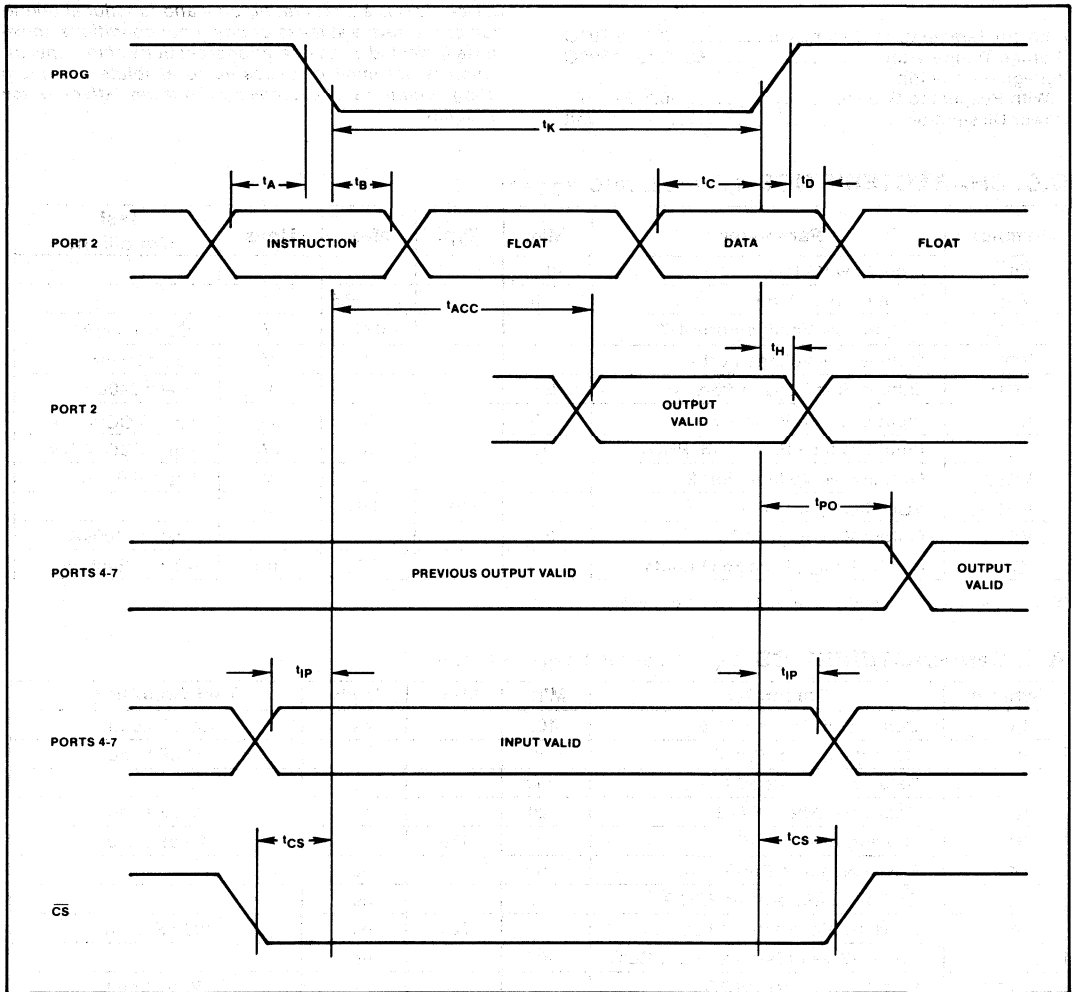 PROG
tK
tA
tB
tC
tD
PORT 2
INSTRUCTION
FLOAT
DATA
FLOAT
tACC
tH
PORT 2
OUTPUT
VALID
tPO
PORTS 4-7
PREVIOUS OUTPUT VALID
OUTPUT
VALID
tIP
tIP
PORTS 4-7
INPUT VALID
tCS
tCS
C̅S̅